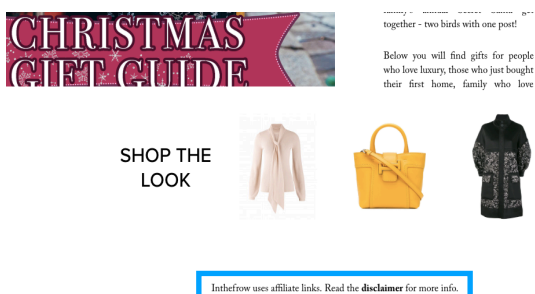 CHRISTMAS
GIFT GUIDE
together - two birds with one post!
Below you will find gifts for people
who love luxury, those who just bought
their first home, family who love
SHOP THE
LOOK
Inthefrow uses affiliate links. Read the disclaimer for more info.